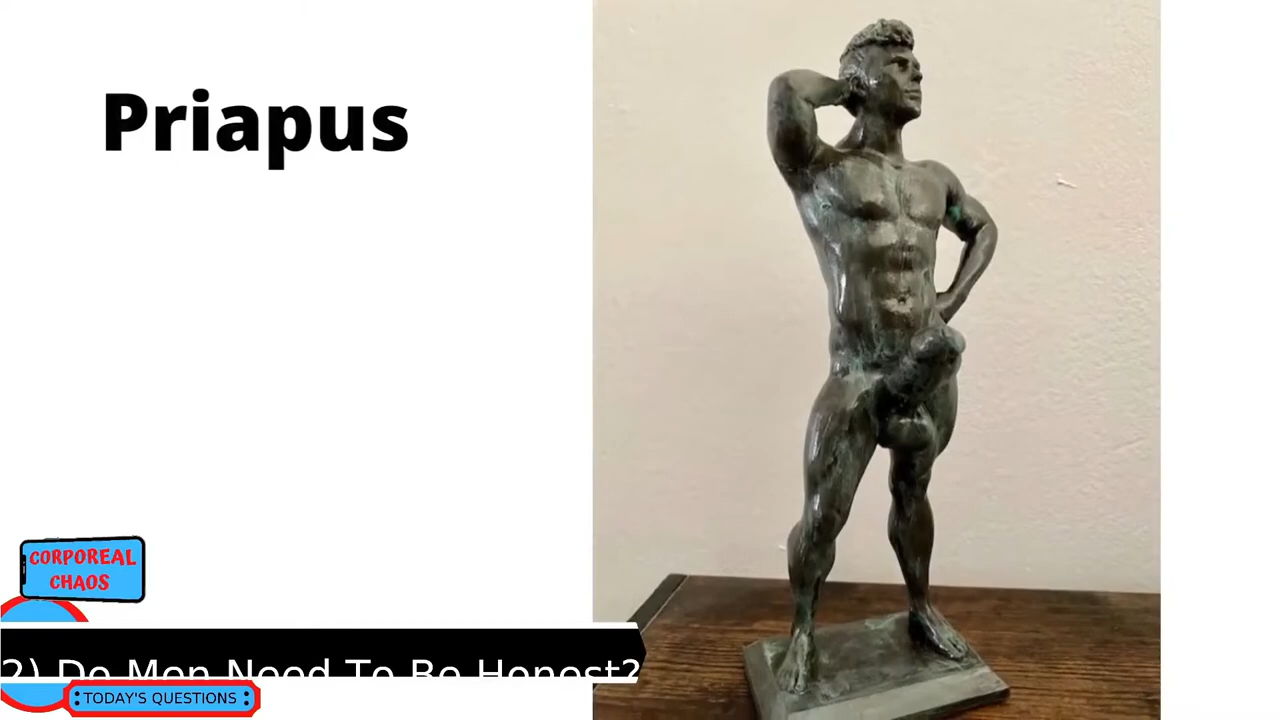 Priapus
CORPOREAL
CHAOS
2) Do Men Need To Be Honest?
TODAY'S QUESTIONS